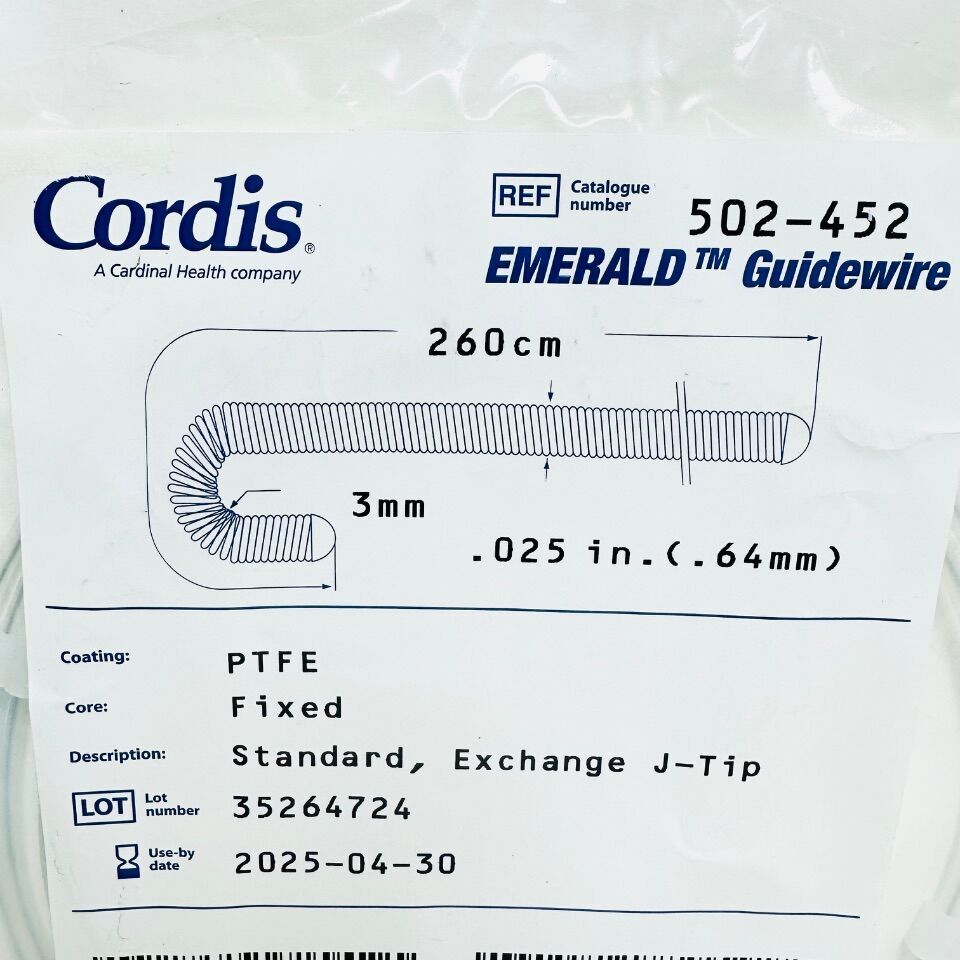 Cordis®
A Cardinal Health company
REF Catalogue number 502-452
EMERALD™ Guidewire
260cm
3mm
.025 in.(.64mm)
Coating: PTFE
Core: Fixed
Description: Standard, Exchange J-Tip
LOT Lot number 35264724
Use-by date 2025-04-30